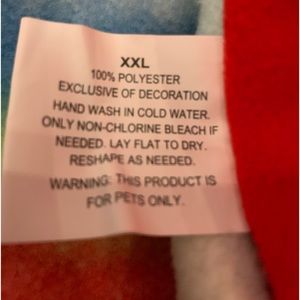 XXL
100% POLYESTER
EXCLUSIVE OF DECORATION
HAND WASH IN COLD WATER.
ONLY NON-CHLORINE BLEACH IF
NEEDED. LAY FLAT TO DRY.
RESHAPE AS NEEDED.
WARNING: THIS PRODUCT IS
FOR PETS ONLY.